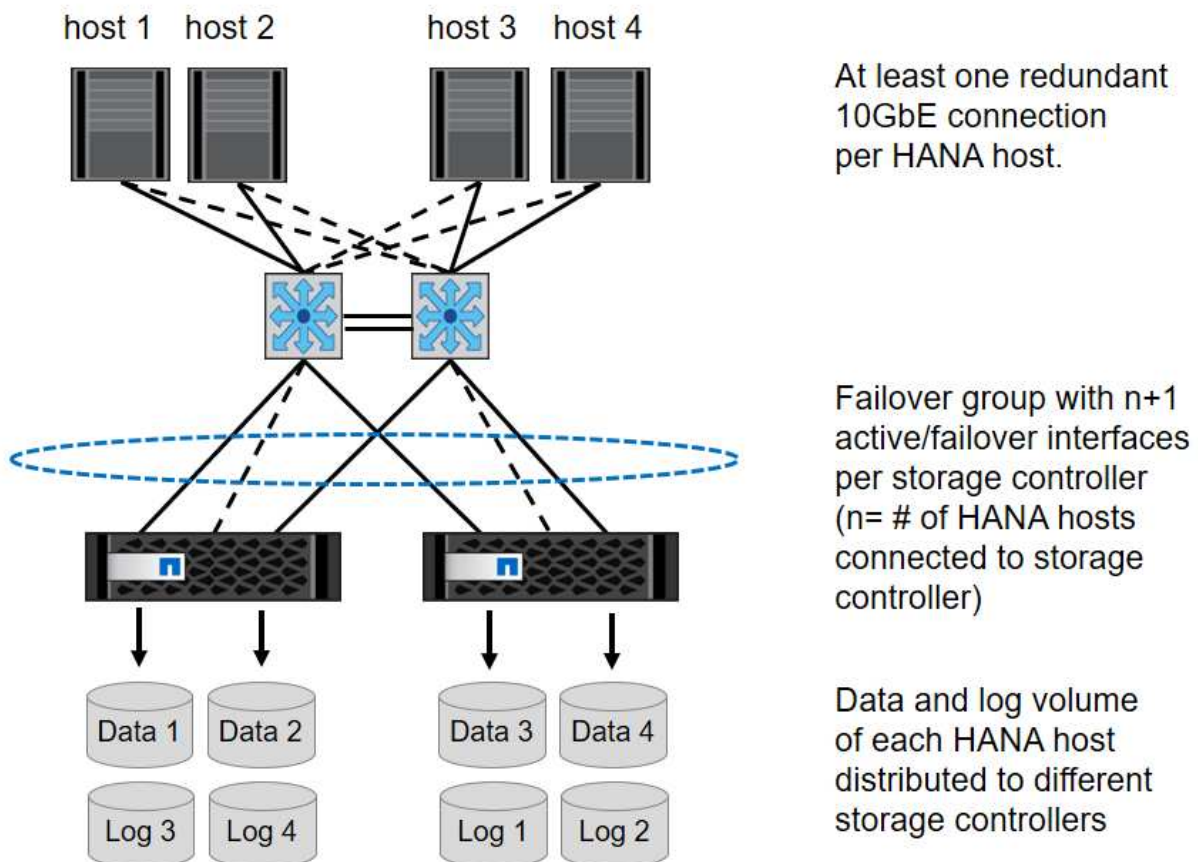 host 1 host 2 host 3 host 4
At least one redundant
10GbE connection
per HANA host.
Failover group with n+1
active/failover interfaces
per storage controller
(n= # of HANA hosts
connected to storage
controller)
Data 1 Data 2 Data 3 Data 4
Log 3 Log 4 Log 1 Log 2
Data and log volume
of each HANA host
distributed to different
storage controllers